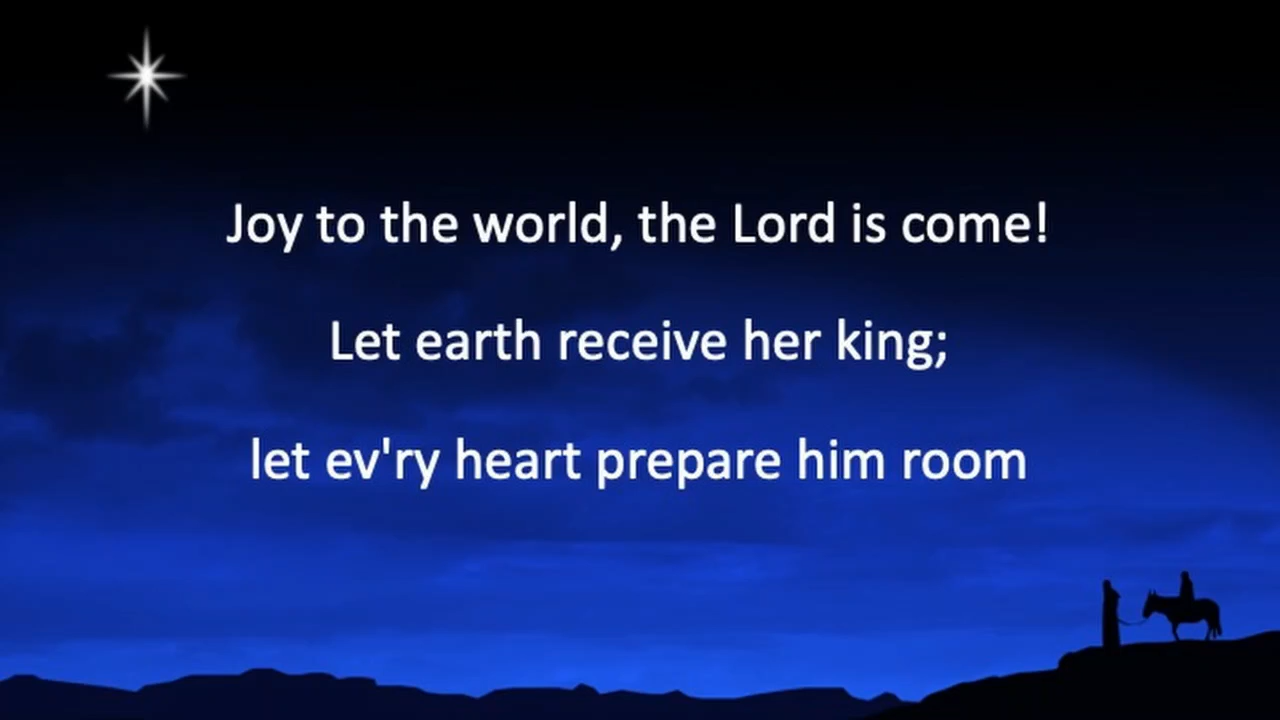 Joy to the world, the Lord is come!
Let earth receive her king;
let ev'ry heart prepare him room